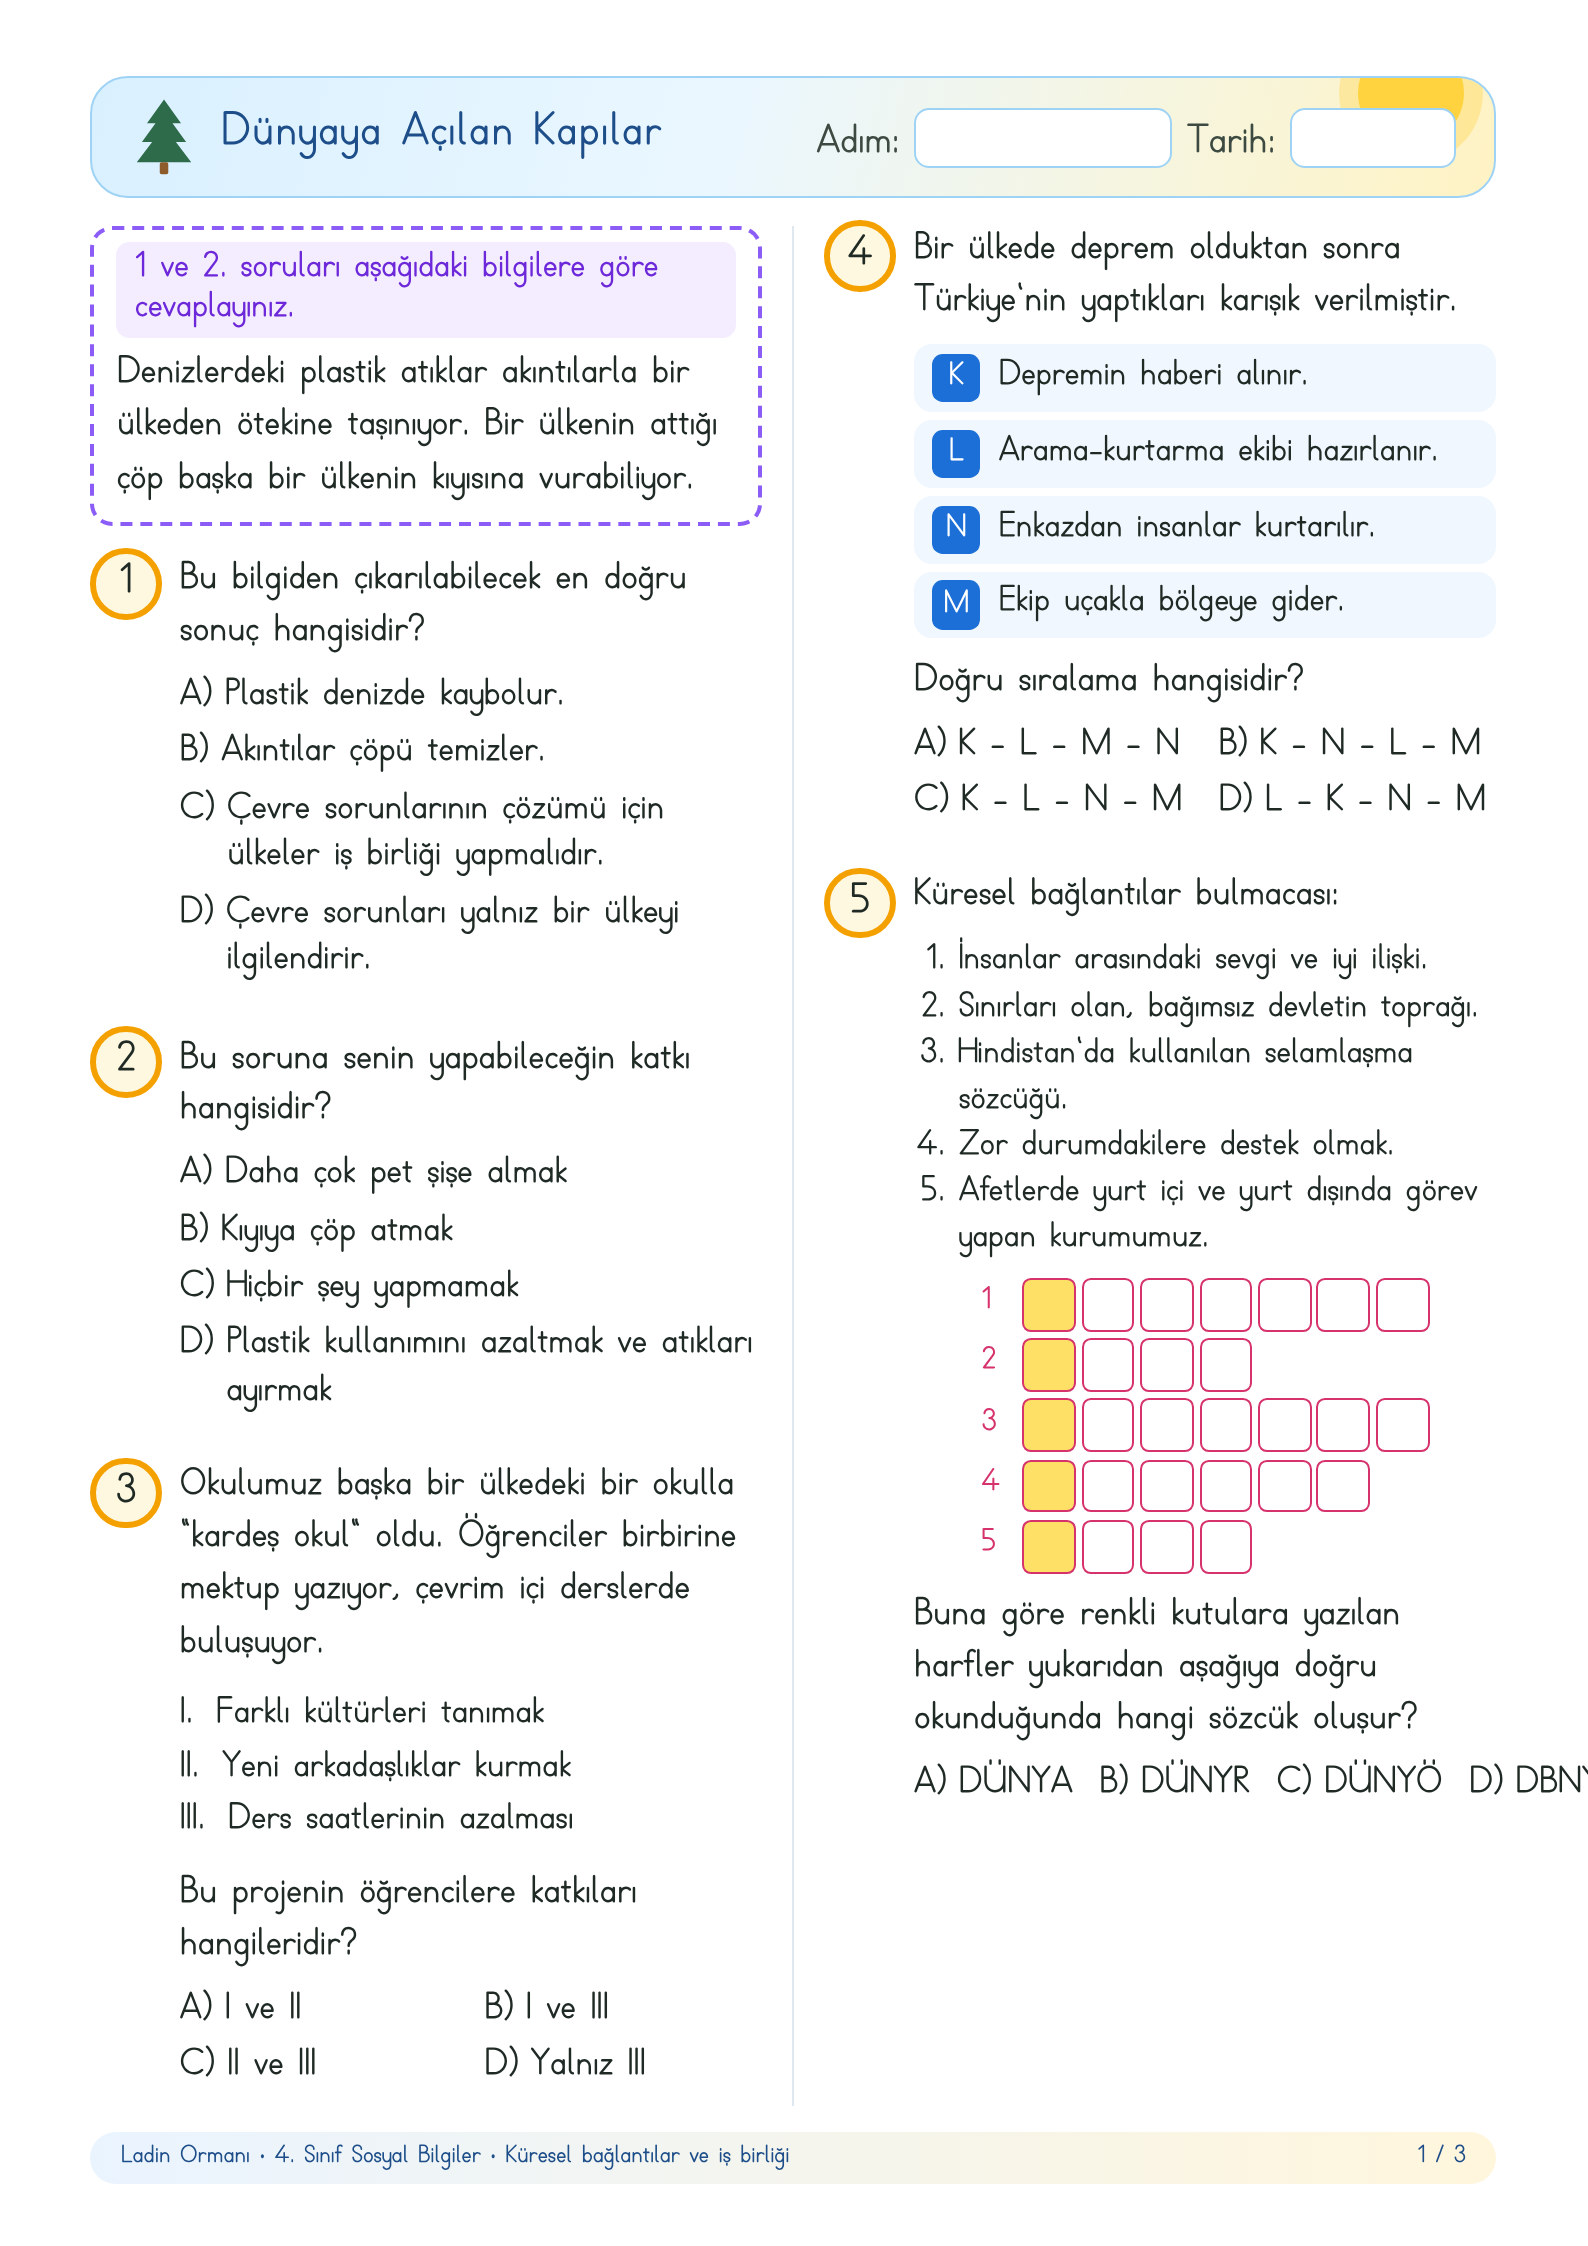 Dünyaya Açılan Kapılar
Adım:
Tarih:
1 ve 2. soruları aşağıdaki bilgilere göre
cevaplayınız.
Denizlerdeki plastik atıklar akıntılarla bir
ülkeden ötekine taşınıyor. Bir ülkenin attığı
çöp başka bir ülkenin kıyısına vurabiliyor.
1
Bu bilgiden çıkarılabilecek en doğru
sonuç hangisidir?
A) Plastik denizde kaybolur.
B) Akıntılar çöpü temizler.
C) Çevre sorunlarının çözümü için
ülkeler iş birliği yapmalıdır.
D) Çevre sorunları yalnız bir ülkeyi
ilgilendirir.
2
Bu soruna senin yapabileceğin katkı
hangisidir?
A) Daha çok pet şişe almak
B) Kıyıya çöp atmak
C) Hiçbir şey yapmamak
D) Plastik kullanımını azaltmak ve atıkları
ayırmak
3
Okulumuz başka bir ülkedeki bir okulla
"kardeş okul" oldu. Öğrenciler birbirine
mektup yazıyor, çevrim içi derslerde
buluşuyor.
I. Farklı kültürleri tanımak
II. Yeni arkadaşlıklar kurmak
III. Ders saatlerinin azalması
Bu projenin öğrencilere katkıları
hangileridir?
A) I ve II B) I ve III
C) II ve III D) Yalnız III
4
Bir ülkede deprem olduktan sonra
Türkiye'nin yaptıkları karışık verilmiştir.
K Depremin haberi alınır.
L Arama-kurtarma ekibi hazırlanır.
N Enkazdan insanlar kurtarılır.
M Ekip uçakla bölgeye gider.
Doğru sıralama hangisidir?
A) K - L - M - N B) K - N - L - M
C) K - L - N - M D) L - K - N - M
5
Küresel bağlantılar bulmacası:
1. İnsanlar arasındaki sevgi ve iyi ilişki.
2. Sınırları olan, bağımsız devletin toprağı.
3. Hindistan'da kullanılan selamlaşma
sözcüğü.
4. Zor durumdakilere destek olmak.
5. Afetlerde yurt içi ve yurt dışında görev
yapan kurumumuz.
1
2
3
4
5
Buna göre renkli kutulara yazılan
harfler yukarıdan aşağıya doğru
okunduğunda hangi sözcük oluşur?
A) DÜNYA B) DÜNYR C) DÜNYÖ D)
Ladin Ormanı • 4. Sınıf Sosyal Bilgiler • Küresel bağlantılar ve iş birliği
1 / 3